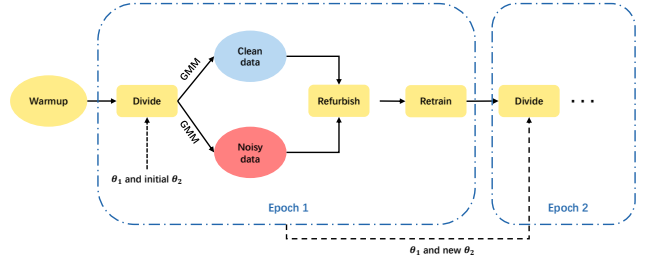 Warmup
Divide
GMM
GMM
Clean
data
Noisy
data
Refurbish
Retrain
Divide
. . .
θ₁ and initial θ₂
Epoch 1
Epoch 2
θ₁ and new θ₂